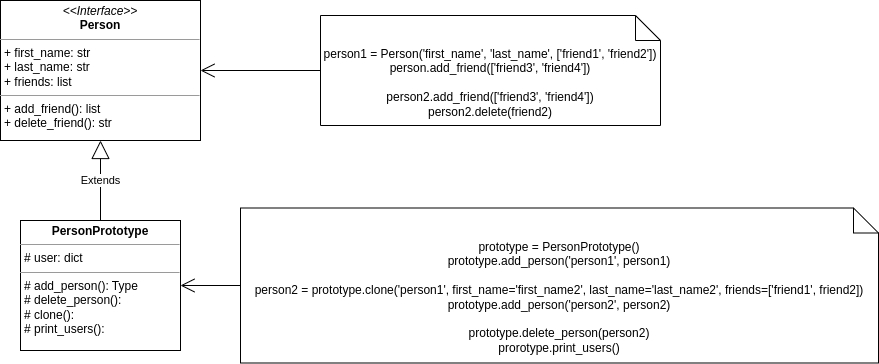 <<Interface>>
Person
+ first_name: str
+ last_name: str
+ friends: list
+ add_friend(): list
+ delete_friend(): str
person1 = Person('first_name', 'last_name', ['friend1', 'friend2'])
person.add_friend(['friend3', 'friend4'])
person2.add_friend(['friend3', 'friend4'])
person2.delete(friend2)
Extends
PersonPrototype
# user: dict
# add_person(): Type
# delete_person():
# clone():
# print_users():
prototype = PersonPrototype()
prototype.add_person('person1', person1)
person2 = prototype.clone('person1', first_name='first_name2', last_name='last_name2', friends=['friend1', friend2])
prototype.add_person('person2', person2)
prototype.delete_person(person2)
prorotype.print_users()